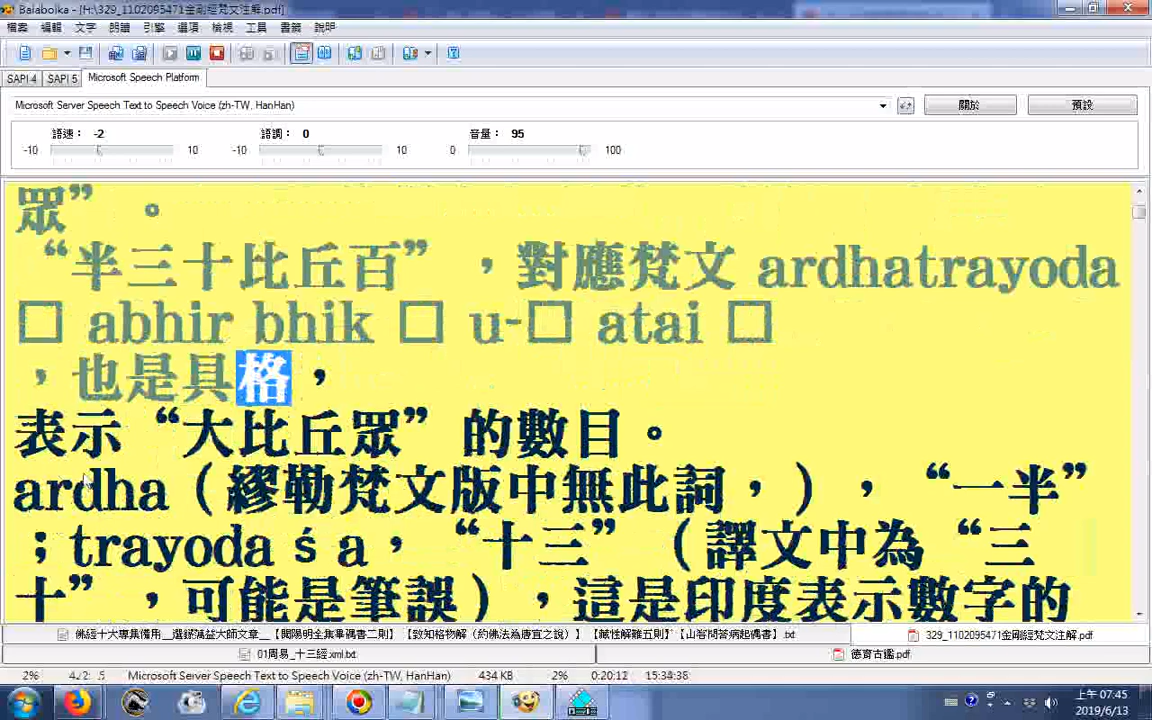 Balabolka - [H:\329_1102095471金剛經梵文注解.pdf]
檔案 編輯 文字 朗讀 引擎 選項 檢視 工具 書籤 說明
SAPI 4 SAPI 5 Microsoft Speech Platform
Microsoft Server Speech Text to Speech Voice (zh-TW, HanHan) 關於 預設
語速： -2 語調： 0 音量： 95
-10 10 -10 10 0 100
眾” 。
“半三十比丘百” ，對應梵文 ardhatrayoda
□ abhir bhik □ u-□ atai □
，也是具格，
表示“大比丘眾”的數目。
ardha（繆勒梵文版中無此詞，），“一半”
；trayoda ś a，“十三”（譯文中為“三
十”，可能是筆誤），這是印度表示數字的
329_1102095471金剛經梵文注解.pdf
01周易_十三經.xml.txt 德育古鑑.pdf
2% Microsoft Server Speech Text to Speech Voice (zh-TW, HanHan) 434 KB 2% 0:20:12 15:34:38
上午 07:45
2019/6/13